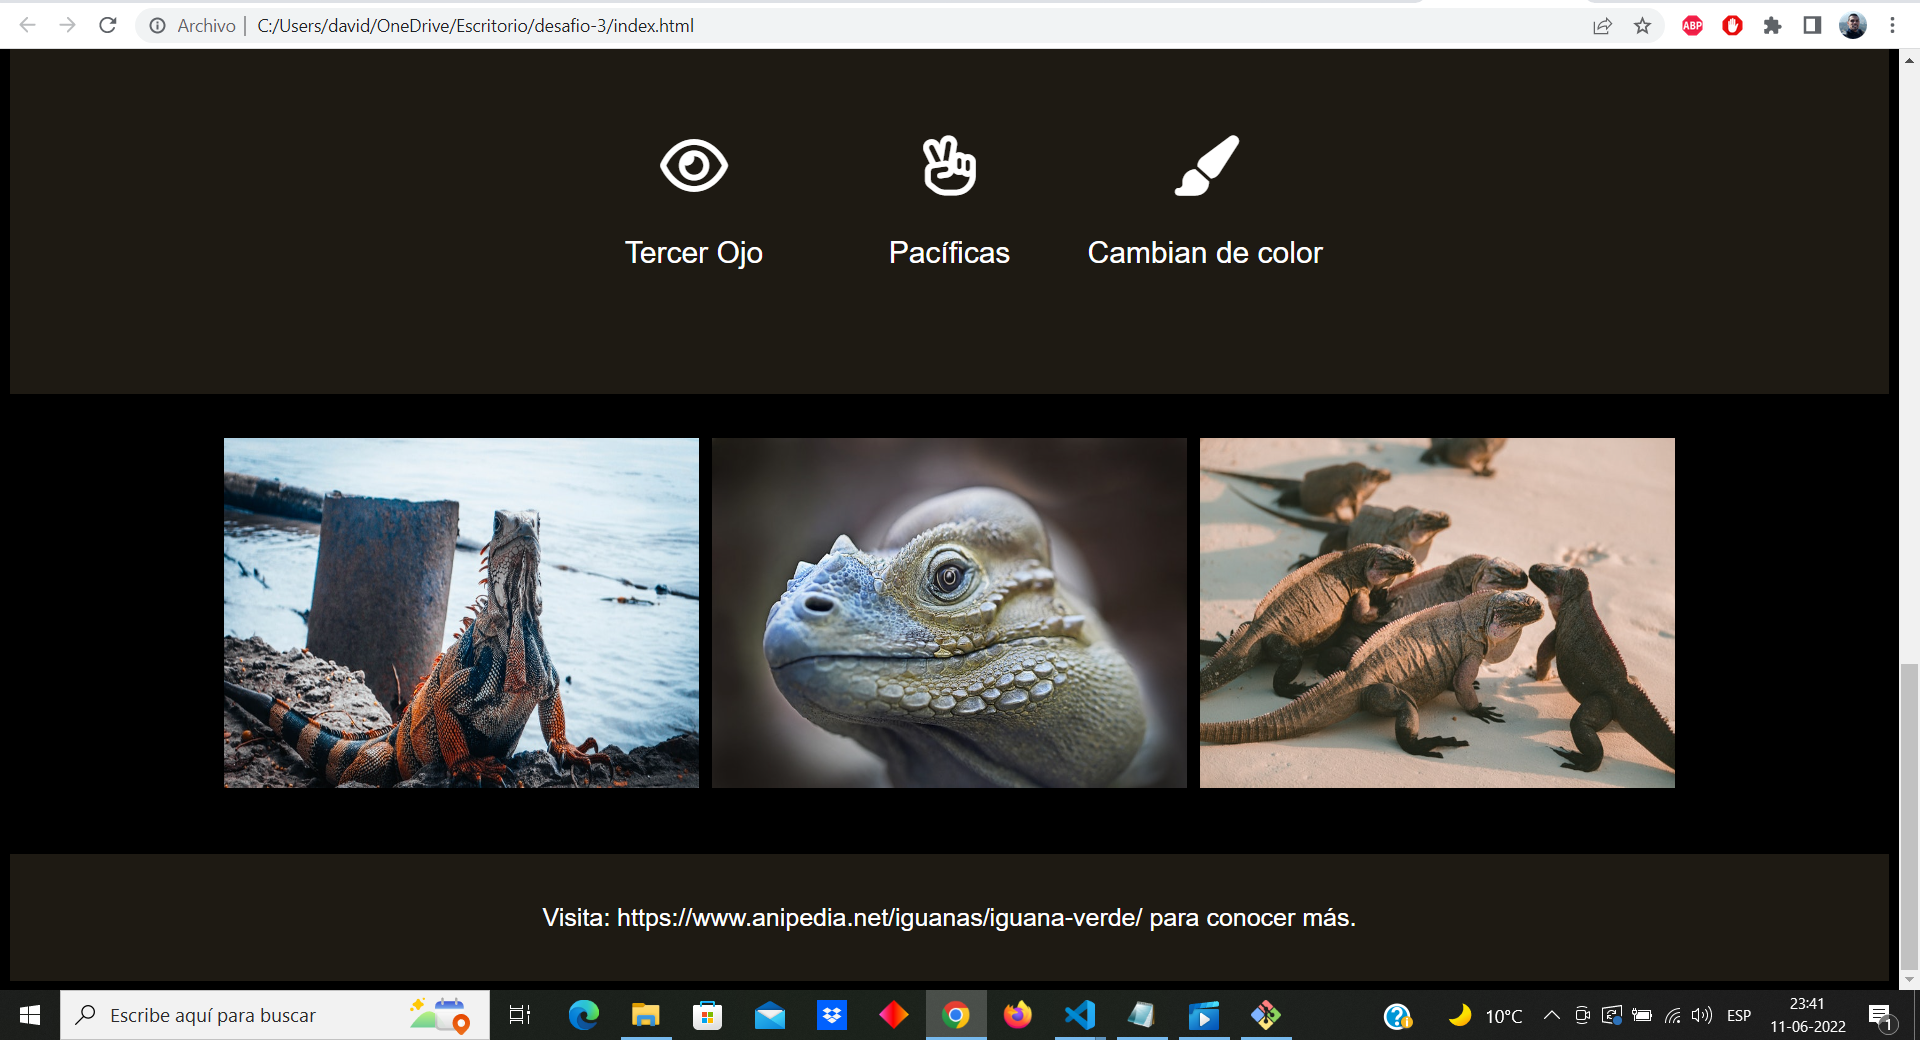 Archivo | C:/Users/david/OneDrive/Escritorio/desafio-3/index.html
ABP
Tercer Ojo
Pacíficas
Cambian de color
Visita: https://www.anipedia.net/iguanas/iguana-verde/ para conocer más.
Escribe aquí para buscar
10°C
ESP
23:41
11-06-2022
1